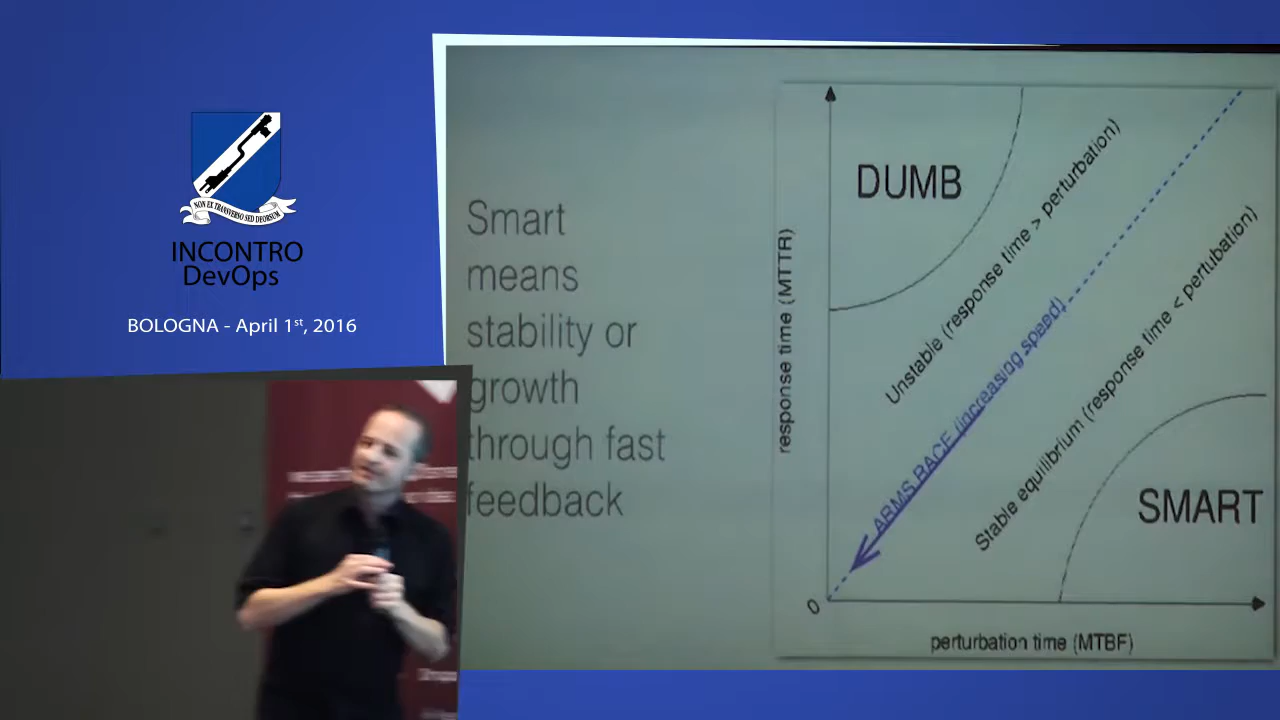 NON EX TRANSVERSO SED DEORSUM
INCONTRO
DevOps
BOLOGNA - April 1st, 2016
Smart
means
stability or
growth
through fast
feedback
DUMB
Unstable (response time > perturbation)
ARMS RACE (increasing speed)
Stable equilibrium (response time < pertubation)
SMART
response time (MTTR)
0
perturbation time (MTBF)